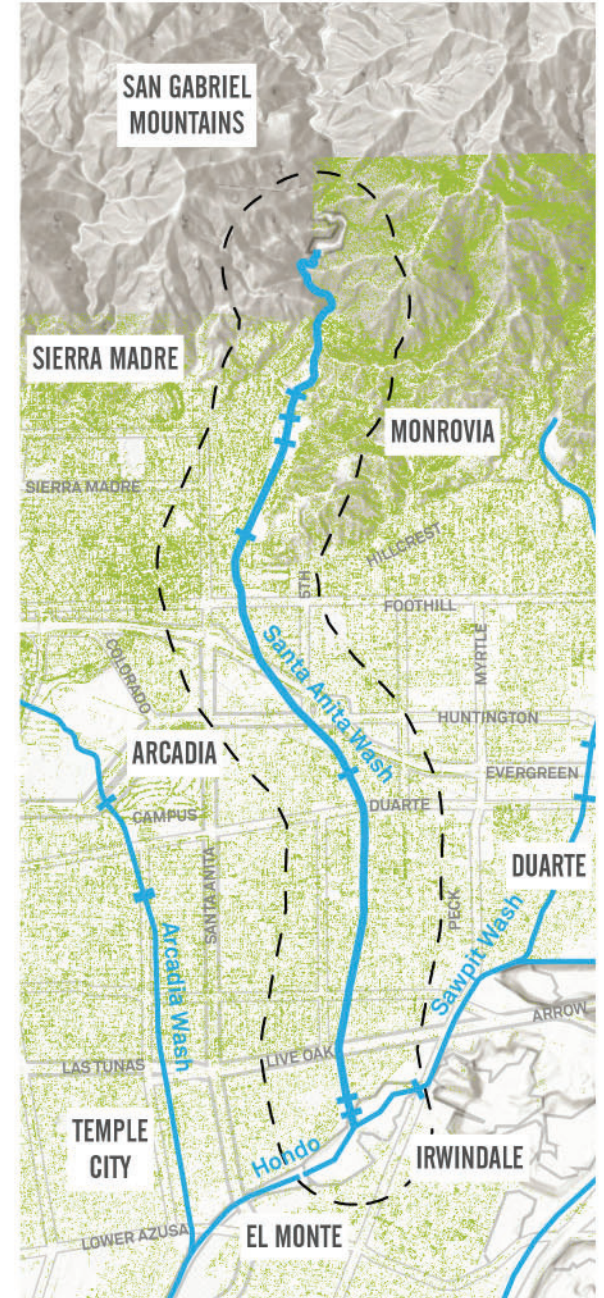 SAN GABRIEL
MOUNTAINS
SIERRA MADRE
MONROVIA
SIERRA MADRE
HILLCREST
5TH
FOOTHILL
MYRTLE
COLORADO
Santa Anita Wash
HUNTINGTON
ARCADIA
EVERGREEN
DUARTE
CAMPUS
SANTA ANITA
DUARTE
PECK
Arcadia Wash
Sawpit Wash
ARROW
LIVE OAK
LAS TUNAS
TEMPLE
CITY
Hondo
IRWINDALE
EL MONTE
LOWER AZUSA